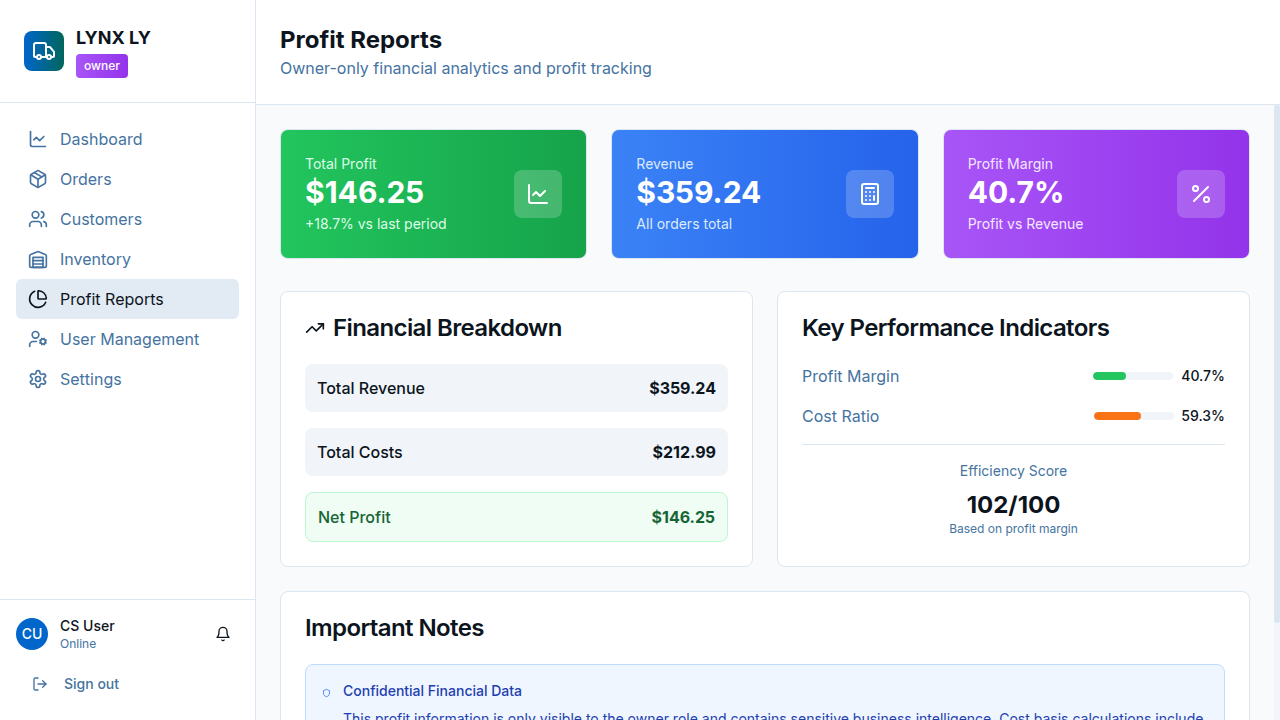 LYNX LY
owner
Dashboard
Orders
Customers
Inventory
Profit Reports
User Management
Settings
CS User
CU
Online
Sign out
Profit Reports
Owner-only financial analytics and profit tracking
Total Profit
$146.25
+18.7% vs last period
Revenue
$359.24
All orders total
Profit Margin
40.7%
Profit vs Revenue
Financial Breakdown
Total Revenue $359.24
Total Costs $212.99
Net Profit $146.25
Key Performance Indicators
Profit Margin 40.7%
Cost Ratio 59.3%
Efficiency Score
102/100
Based on profit margin
Important Notes
Confidential Financial Data
This profit information is only visible to the owner role and contains sensitive business intelligence. Cost basis calculations include